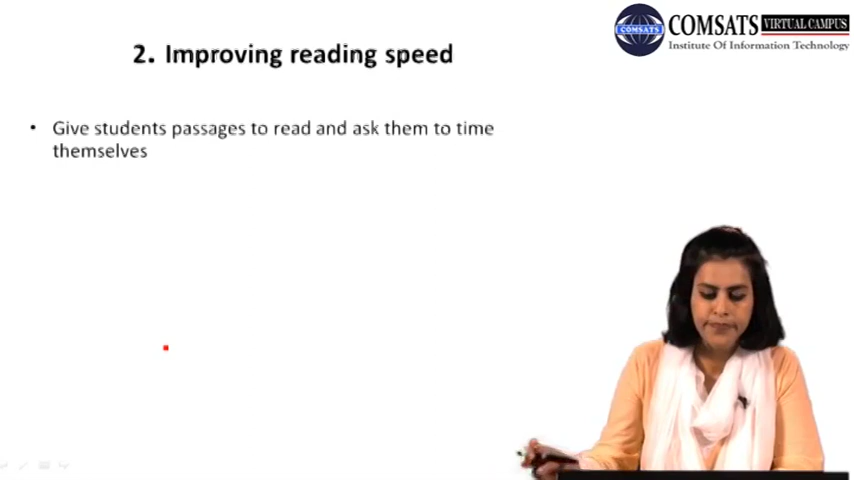 COMSATS VIRTUAL CAMPUS
COMSATS
Institute Of Information Technology
2. Improving reading speed
• Give students passages to read and ask them to time
themselves